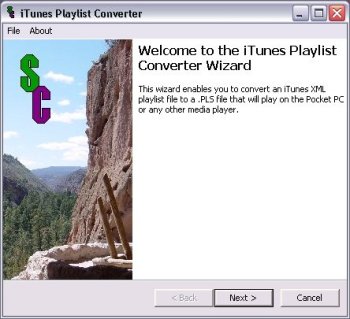 iTunes Playlist Converter
File About
S
C
Welcome to the iTunes Playlist
Converter Wizard
This wizard enables you to convert an iTunes XML
playlist file to a .PLS file that will play on the Pocket PC
or any other media player.
< Back Next > Cancel